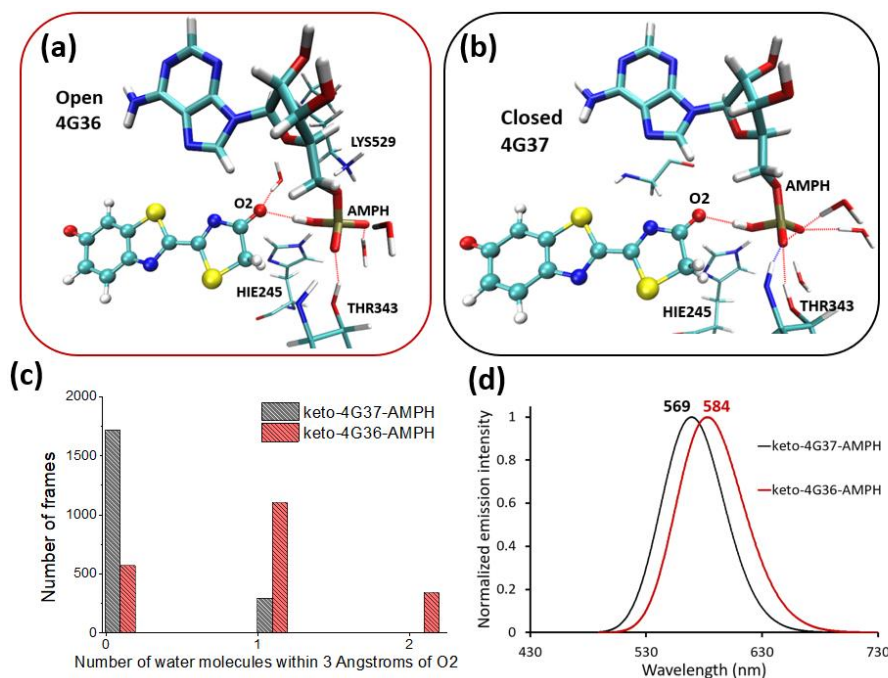 (a)
Open
4G36
LYS529
O2
AMPH
HIE245
THR343
(b)
Closed
4G37
AMPH
O2
HIE245
THR343
(c)
2000
1500
1000
500
0
Number of frames
keto-4G37-AMPH
keto-4G36-AMPH
0 1 2
Number of water molecules within 3 Angstroms of O2
(d)
569 584
1
0.8
0.6
0.4
0.2
0
Normalized emission intensity
keto-4G37-AMPH
keto-4G36-AMPH
430 530 630 730
Wavelength (nm)